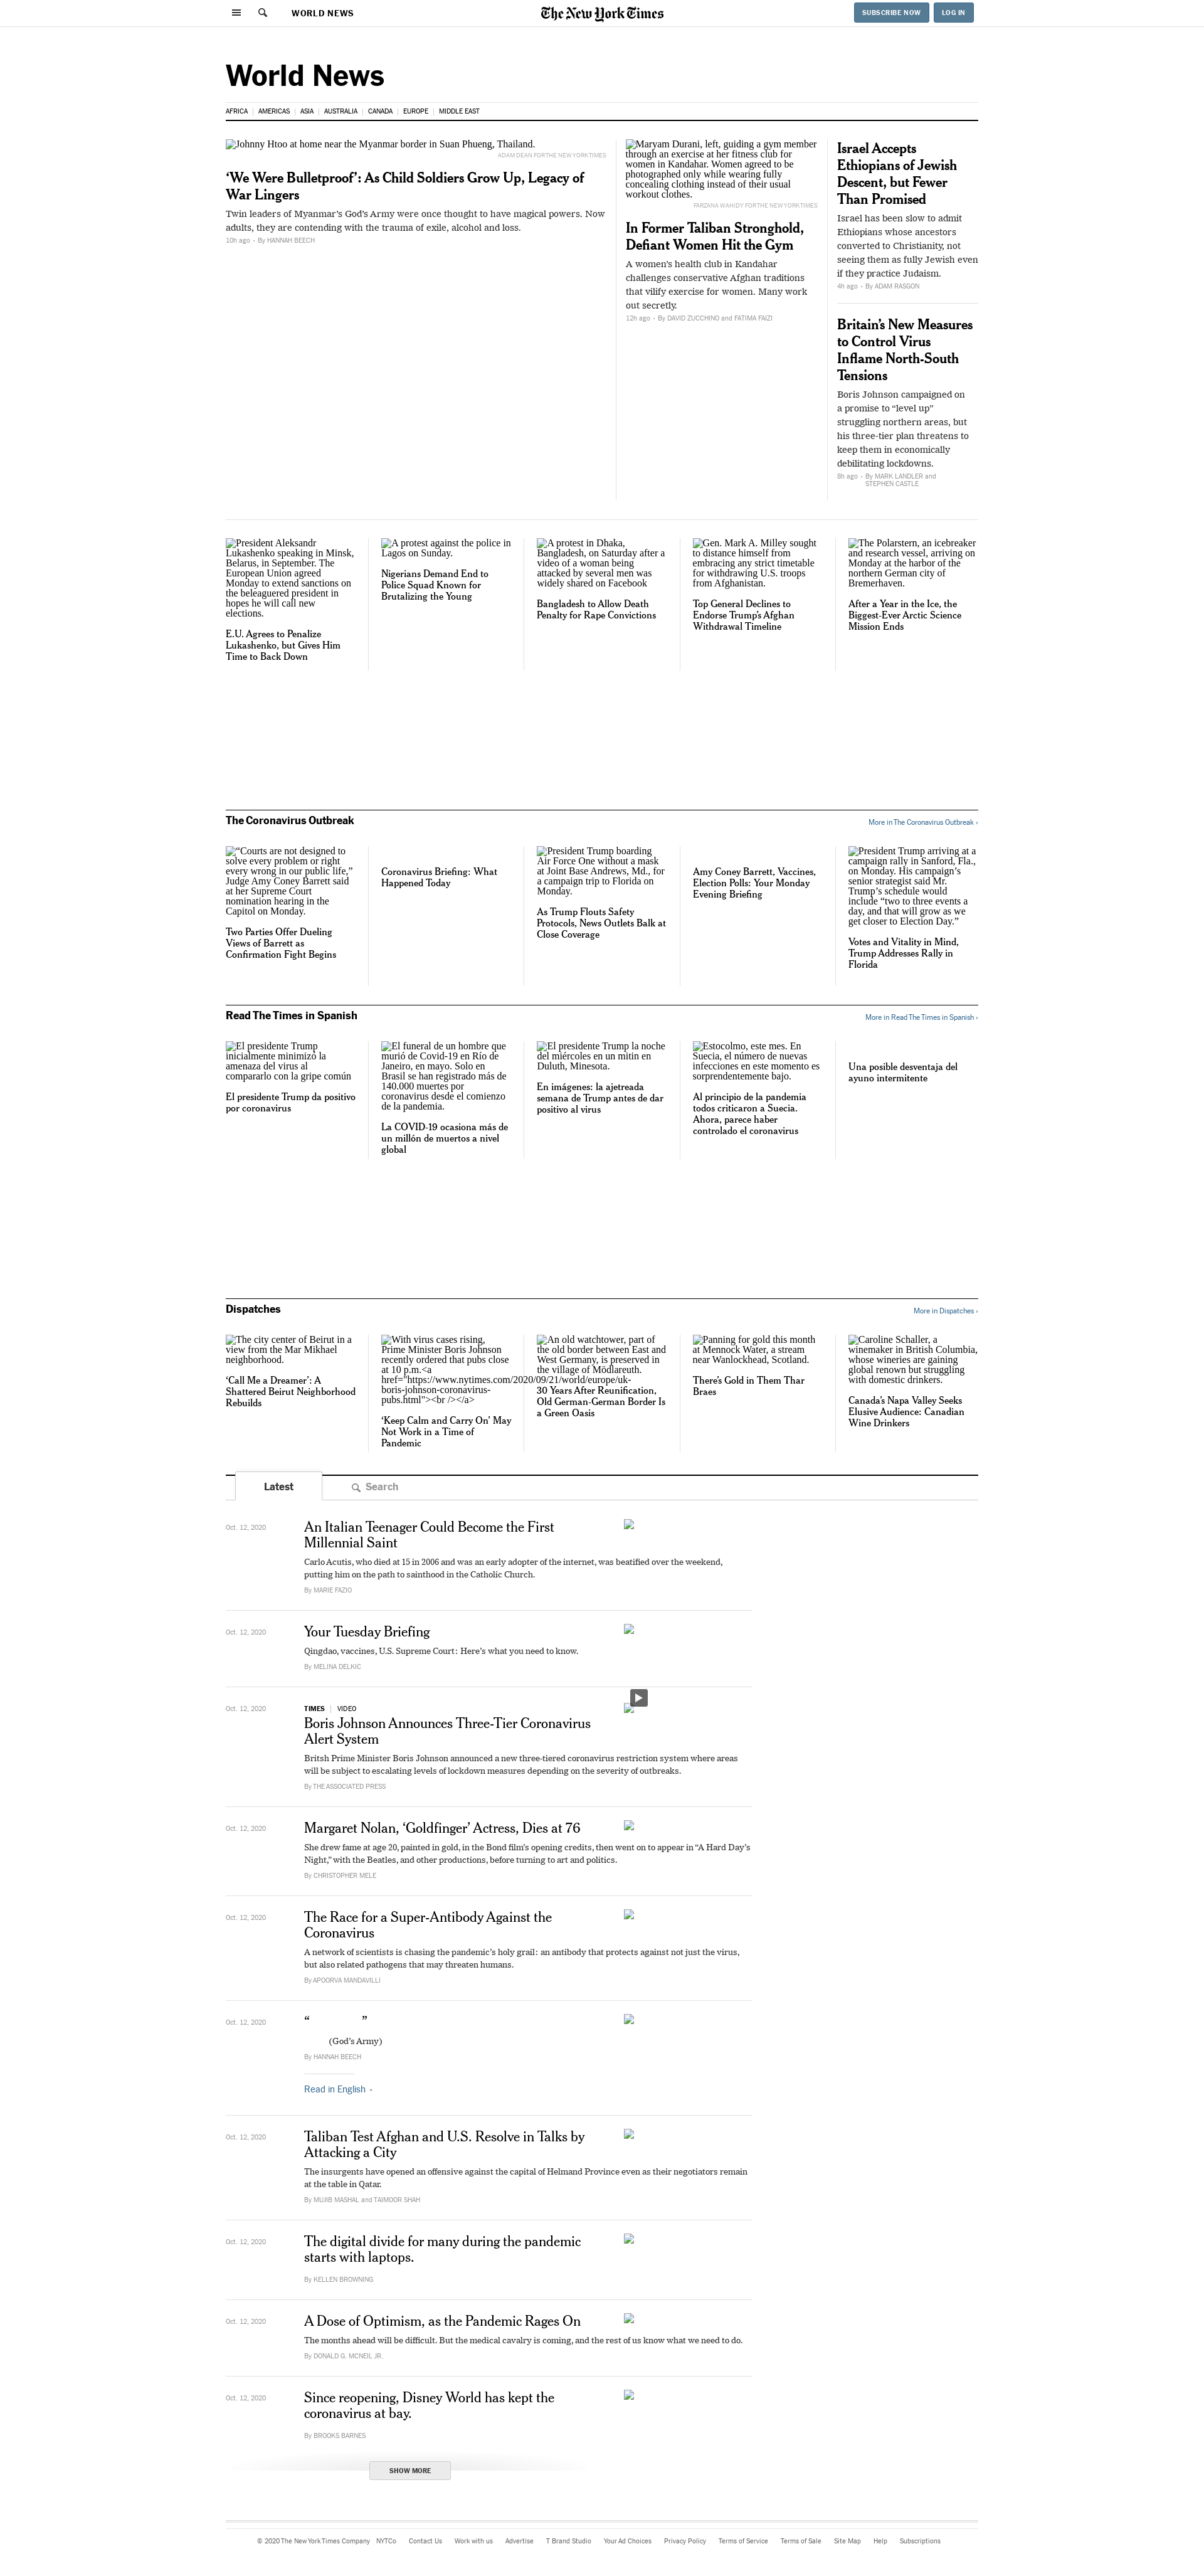 WORLD NEWS
The New York Times
SUBSCRIBE NOW
LOG IN
World News
AFRICA
AMERICAS
ASIA
AUSTRALIA
CANADA
EUROPE
MIDDLE EAST
Johnny Htoo at home near the Myanmar border in Suan Phueng, Thailand.
ADAM DEAN FOR THE NEW YORK TIMES
‘We Were Bulletproof’: As Child Soldiers Grow Up, Legacy of
War Lingers
Twin leaders of Myanmar’s God’s Army were once thought to have magical powers. Now
adults, they are contending with the trauma of exile, alcohol and loss.
10h ago • By HANNAH BEECH
Maryam Durani, left, guiding a gym member
through an exercise at her fitness club for
women in Kandahar. Women agreed to be
photographed only while wearing fully
concealing clothing instead of their usual
workout clothes.
FARZANA WAHIDY FOR THE NEW YORK TIMES
In Former Taliban Stronghold,
Defiant Women Hit the Gym
A women’s health club in Kandahar
challenges conservative Afghan traditions
that vilify exercise for women. Many work
out secretly.
12h ago • By DAVID ZUCCHINO and FATIMA FAIZI
Israel Accepts
Ethiopians of Jewish
Descent, but Fewer
Than Promised
Israel has been slow to admit
Ethiopians whose ancestors
converted to Christianity, not
seeing them as fully Jewish even
if they practice Judaism.
4h ago • By ADAM RASGON
Britain’s New Measures
to Control Virus
Inflame North-South
Tensions
Boris Johnson campaigned on
a promise to “level up”
struggling northern areas, but
his three-tier plan threatens to
keep them in economically
debilitating lockdowns.
8h ago • By MARK LANDLER and
STEPHEN CASTLE
President Aleksandr
Lukashenko speaking in Minsk,
Belarus, in September. The
European Union agreed
Monday to extend sanctions on
the beleaguered president in
hopes he will call new
elections.
E.U. Agrees to Penalize
Lukashenko, but Gives Him
Time to Back Down
A protest against the police in
Lagos on Sunday.
Nigerians Demand End to
Police Squad Known for
Brutalizing the Young
A protest in Dhaka,
Bangladesh, on Saturday after a
video of a woman being
attacked by several men was
widely shared on Facebook
Bangladesh to Allow Death
Penalty for Rape Convictions
Gen. Mark A. Milley sought
to distance himself from
embracing any strict timetable
for withdrawing U.S. troops
from Afghanistan.
Top General Declines to
Endorse Trump’s Afghan
Withdrawal Timeline
The Polarstern, an icebreaker
and research vessel, arriving on
Monday at the harbor of the
northern German city of
Bremerhaven.
After a Year in the Ice, the
Biggest-Ever Arctic Science
Mission Ends
The Coronavirus Outbreak
More in The Coronavirus Outbreak ›
“Courts are not designed to
solve every problem or right
every wrong in our public life,”
Judge Amy Coney Barrett said
at her Supreme Court
nomination hearing in the
Capitol on Monday.
Two Parties Offer Dueling
Views of Barrett as
Confirmation Fight Begins
Coronavirus Briefing: What
Happened Today
President Trump boarding
Air Force One without a mask
at Joint Base Andrews, Md., for
a campaign trip to Florida on
Monday.
As Trump Flouts Safety
Protocols, News Outlets Balk at
Close Coverage
Amy Coney Barrett, Vaccines,
Election Polls: Your Monday
Evening Briefing
President Trump arriving at a
campaign rally in Sanford, Fla.,
on Monday. His campaign’s
senior strategist said Mr.
Trump’s schedule would
include “two to three events a
day, and that will grow as we
get closer to Election Day.”
Votes and Vitality in Mind,
Trump Addresses Rally in
Florida
Read The Times in Spanish
More in Read The Times in Spanish ›
El presidente Trump
inicialmente minimizó la
amenaza del virus al
compararlo con la gripe común
El presidente Trump da positivo
por coronavirus
El funeral de un hombre que
murió de Covid-19 en Río de
Janeiro, en mayo. Solo en
Brasil se han registrado más de
140.000 muertes por
coronavirus desde el comienzo
de la pandemia.
La COVID-19 ocasiona más de
un millón de muertos a nivel
global
El presidente Trump la noche
del miércoles en un mitin en
Duluth, Minesota.
En imágenes: la ajetreada
semana de Trump antes de dar
positivo al virus
Estocolmo, este mes. En
Suecia, el número de nuevas
infecciones en este momento es
sorprendentemente bajo.
Al principio de la pandemia
todos criticaron a Suecia.
Ahora, parece haber
controlado el coronavirus
Una posible desventaja del
ayuno intermitente
Dispatches
More in Dispatches ›
The city center of Beirut in a
view from the Mar Mikhael
neighborhood.
‘Call Me a Dreamer’: A
Shattered Beirut Neighborhood
Rebuilds
With virus cases rising,
Prime Minister Boris Johnson
recently ordered that pubs close
at 10 p.m.<a
href="https://www.nytimes.com/2020/09/21/world/europe/uk-
boris-johnson-coronavirus-
pubs.html"><br /></a>
‘Keep Calm and Carry On’ May
Not Work in a Time of
Pandemic
An old watchtower, part of
the old border between East and
West Germany, is preserved in
the village of Mödlareuth.
30 Years After Reunification,
Old German-German Border Is
a Green Oasis
Panning for gold this month
at Mennock Water, a stream
near Wanlockhead, Scotland.
There’s Gold in Them Thar
Braes
Caroline Schaller, a
winemaker in British Columbia,
whose wineries are gaining
global renown but struggling
with domestic drinkers.
Canada’s Napa Valley Seeks
Elusive Audience: Canadian
Wine Drinkers
Latest
Search
Oct. 12, 2020
An Italian Teenager Could Become the First
Millennial Saint
Carlo Acutis, who died at 15 in 2006 and was an early adopter of the internet, was beatified over the weekend,
putting him on the path to sainthood in the Catholic Church.
By MARIE FAZIO
Oct. 12, 2020
Your Tuesday Briefing
Qingdao, vaccines, U.S. Supreme Court: Here’s what you need to know.
By MELINA DELKIC
Oct. 12, 2020
TIMES | VIDEO
Boris Johnson Announces Three-Tier Coronavirus
Alert System
Britsh Prime Minister Boris Johnson announced a new three-tiered coronavirus restriction system where areas
will be subject to escalating levels of lockdown measures depending on the severity of outbreaks.
By THE ASSOCIATED PRESS
Oct. 12, 2020
Margaret Nolan, ‘Goldfinger’ Actress, Dies at 76
She drew fame at age 20, painted in gold, in the Bond film’s opening credits, then went on to appear in “A Hard Day’s
Night,” with the Beatles, and other productions, before turning to art and politics.
By CHRISTOPHER MELE
Oct. 12, 2020
The Race for a Super-Antibody Against the
Coronavirus
A network of scientists is chasing the pandemic’s holy grail: an antibody that protects against not just the virus,
but also related pathogens that may threaten humans.
By APOORVA MANDAVILLI
Oct. 12, 2020
“ ”
(God’s Army)
By HANNAH BEECH
Read in English
Oct. 12, 2020
Taliban Test Afghan and U.S. Resolve in Talks by
Attacking a City
The insurgents have opened an offensive against the capital of Helmand Province even as their negotiators remain
at the table in Qatar.
By MUJIB MASHAL and TAIMOOR SHAH
Oct. 12, 2020
The digital divide for many during the pandemic
starts with laptops.
By KELLEN BROWNING
Oct. 12, 2020
A Dose of Optimism, as the Pandemic Rages On
The months ahead will be difficult. But the medical cavalry is coming, and the rest of us know what we need to do.
By DONALD G. MCNEIL JR.
Oct. 12, 2020
Since reopening, Disney World has kept the
coronavirus at bay.
By BROOKS BARNES
SHOW MORE
© 2020 The New York Times Company NYTCo Contact Us Work with us Advertise T Brand Studio Your Ad Choices Privacy Policy Terms of Service Terms of Sale Site Map Help Subscriptions